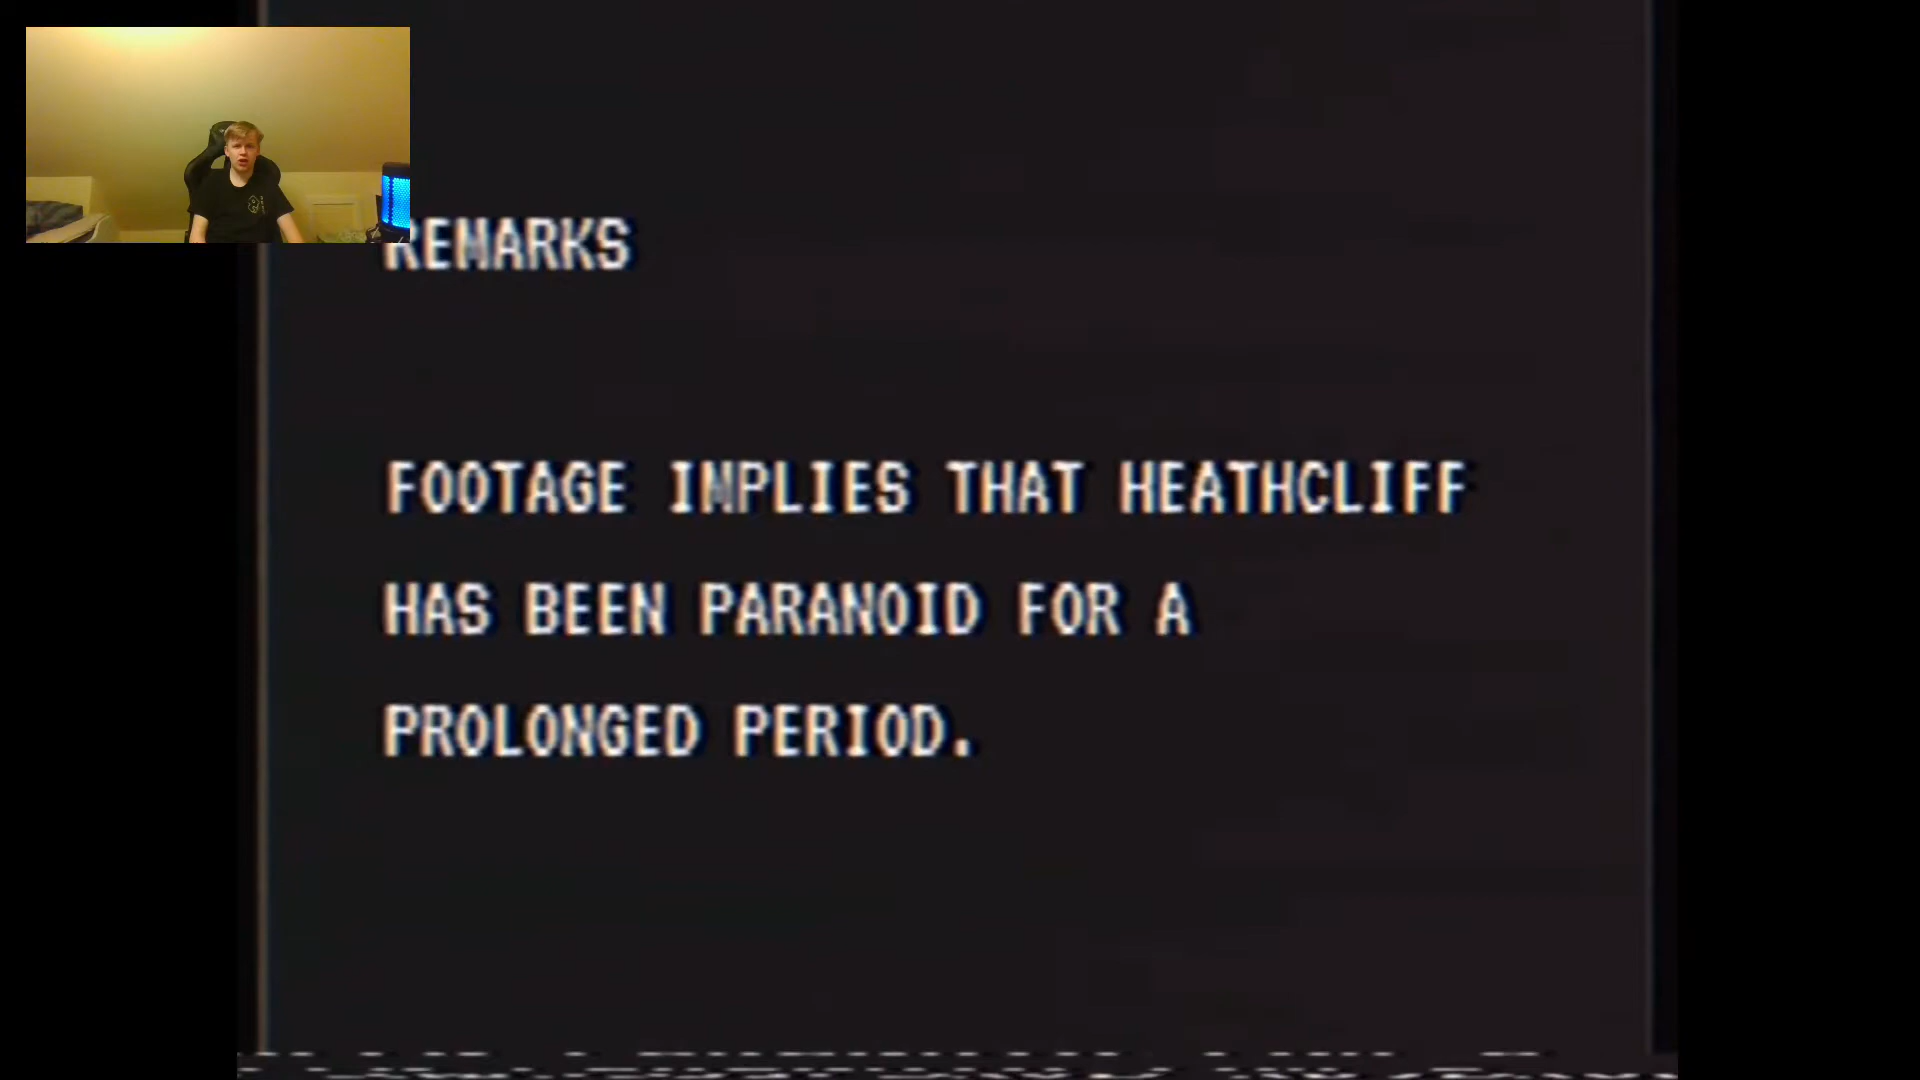 REMARKS
FOOTAGE IMPLIES THAT HEATHCLIFF
HAS BEEN PARANOID FOR A
PROLONGED PERIOD.